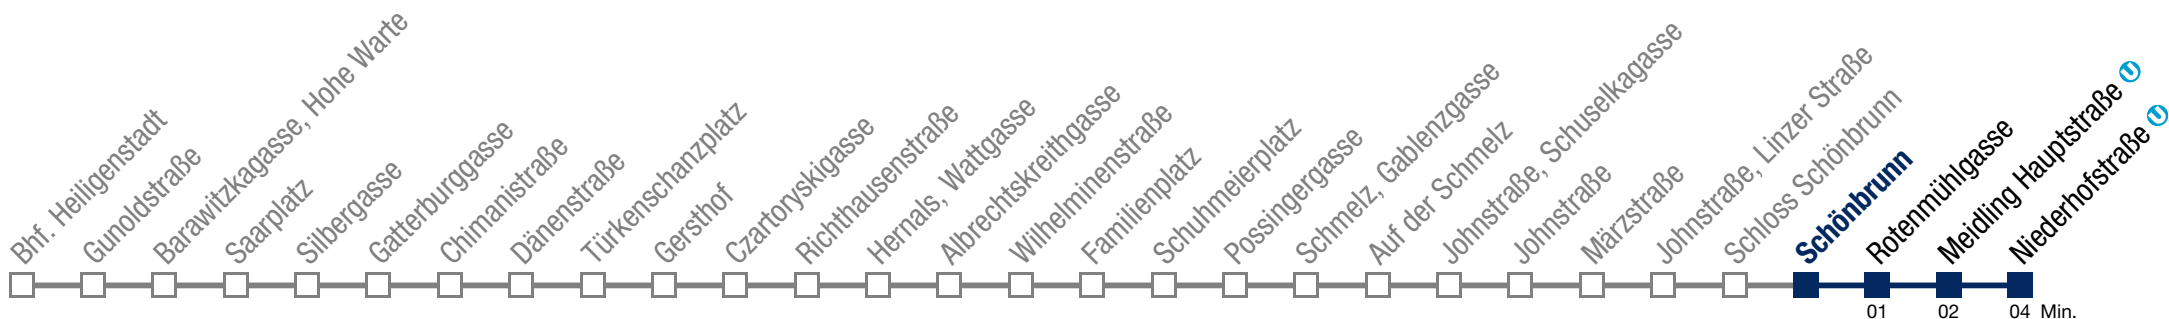 Bhf. Heiligenstadt
Gunoldstraße
Barawitzkagasse, Hohe Warte
Saarplatz
Silbergasse
Gatterburggasse
Chimanistraße
Dänenstraße
Türkenschanzplatz
Gersthof
Czartoryskigasse
Richthausenstraße
Hernals, Wattgasse
Albrechtskreithgasse
Wilhelminenstraße
Familienplatz
Schuhmeierplatz
Possingergasse
Schmelz, Gablenzgasse
Auf der Schmelz
Johnstraße, Schuselkagasse
Johnstraße
Märzstraße
Johnstraße, Linzer Straße
Schloss Schönbrunn
Schönbrunn
Rotenmühlgasse
Meidling Hauptstraße U
Niederhofstraße U
01 02 04 Min.